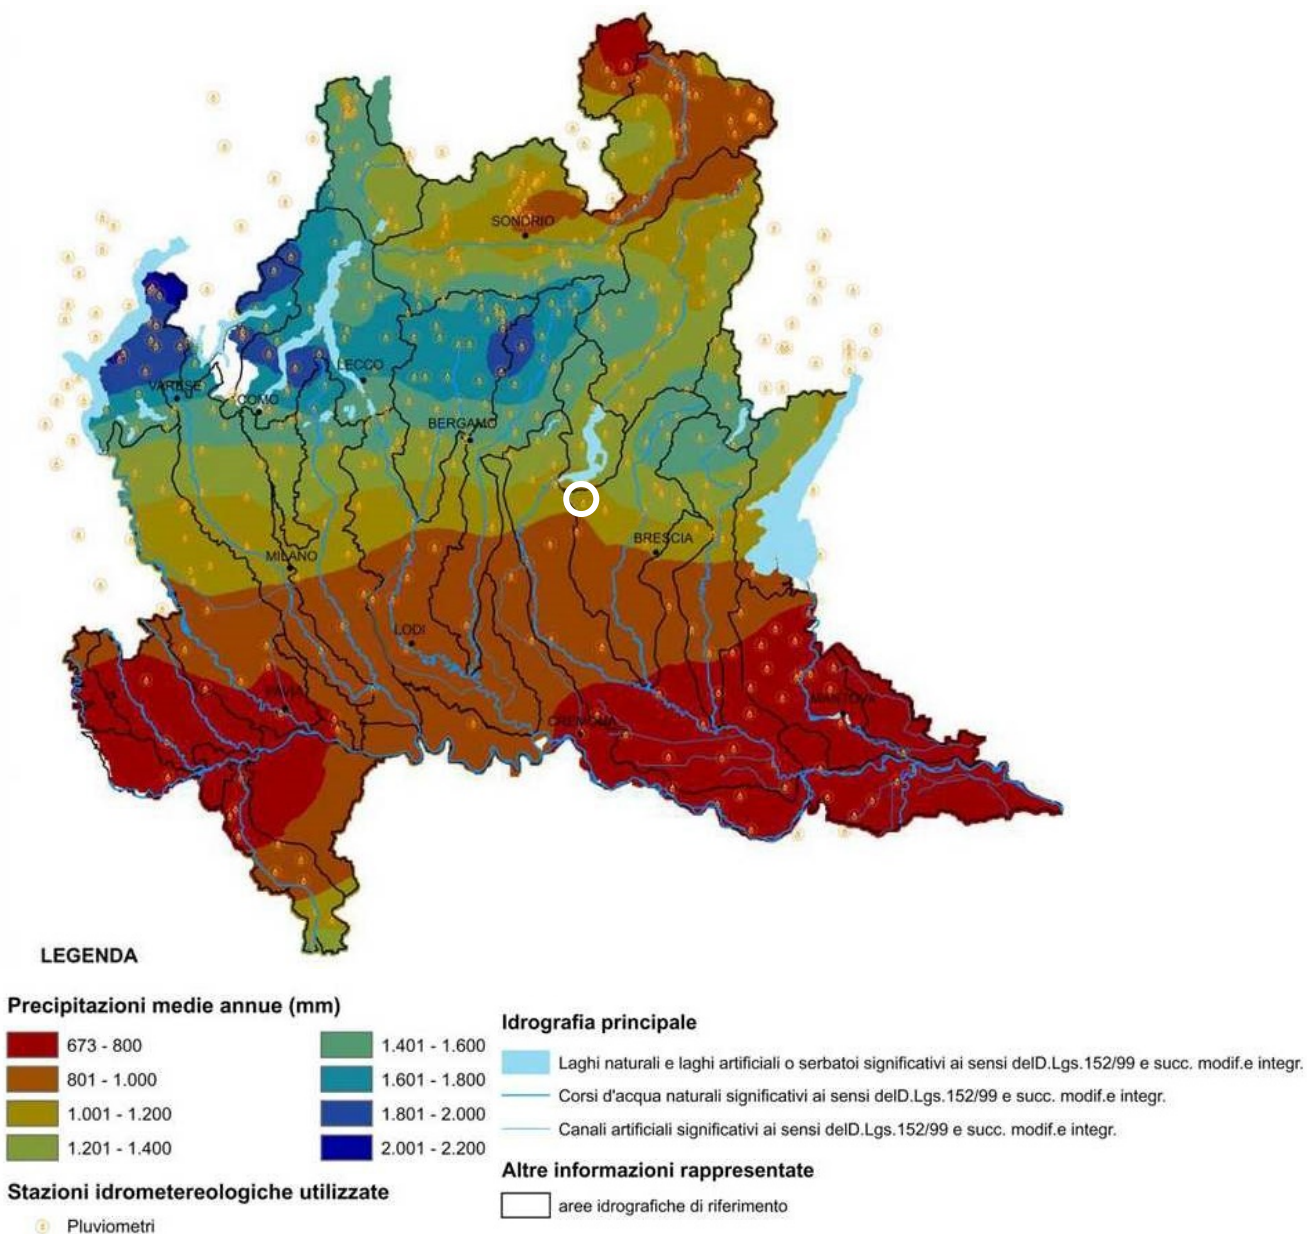 SONDRIO
LECCO
VARESE
COMO
BERGAMO
BRESCIA
MILANO
LODI
PAVIA
MANTOVA
CREMONA
LEGENDA
Precipitazioni medie annue (mm)
673 - 800
801 - 1.000
1.001 - 1.200
1.201 - 1.400
1.401 - 1.600
1.601 - 1.800
1.801 - 2.000
2.001 - 2.200
Stazioni idrometereologiche utilizzate
Pluviometri
Idrografia principale
Laghi naturali e laghi artificiali o serbatoi significativi ai sensi delD.Lgs.152/99 e succ. modif.e integr.
Corsi d'acqua naturali significativi ai sensi delD.Lgs.152/99 e succ. modif.e integr.
Canali artificiali significativi ai sensi delD.Lgs.152/99 e succ. modif.e integr.
Altre informazioni rappresentate
aree idrografiche di riferimento